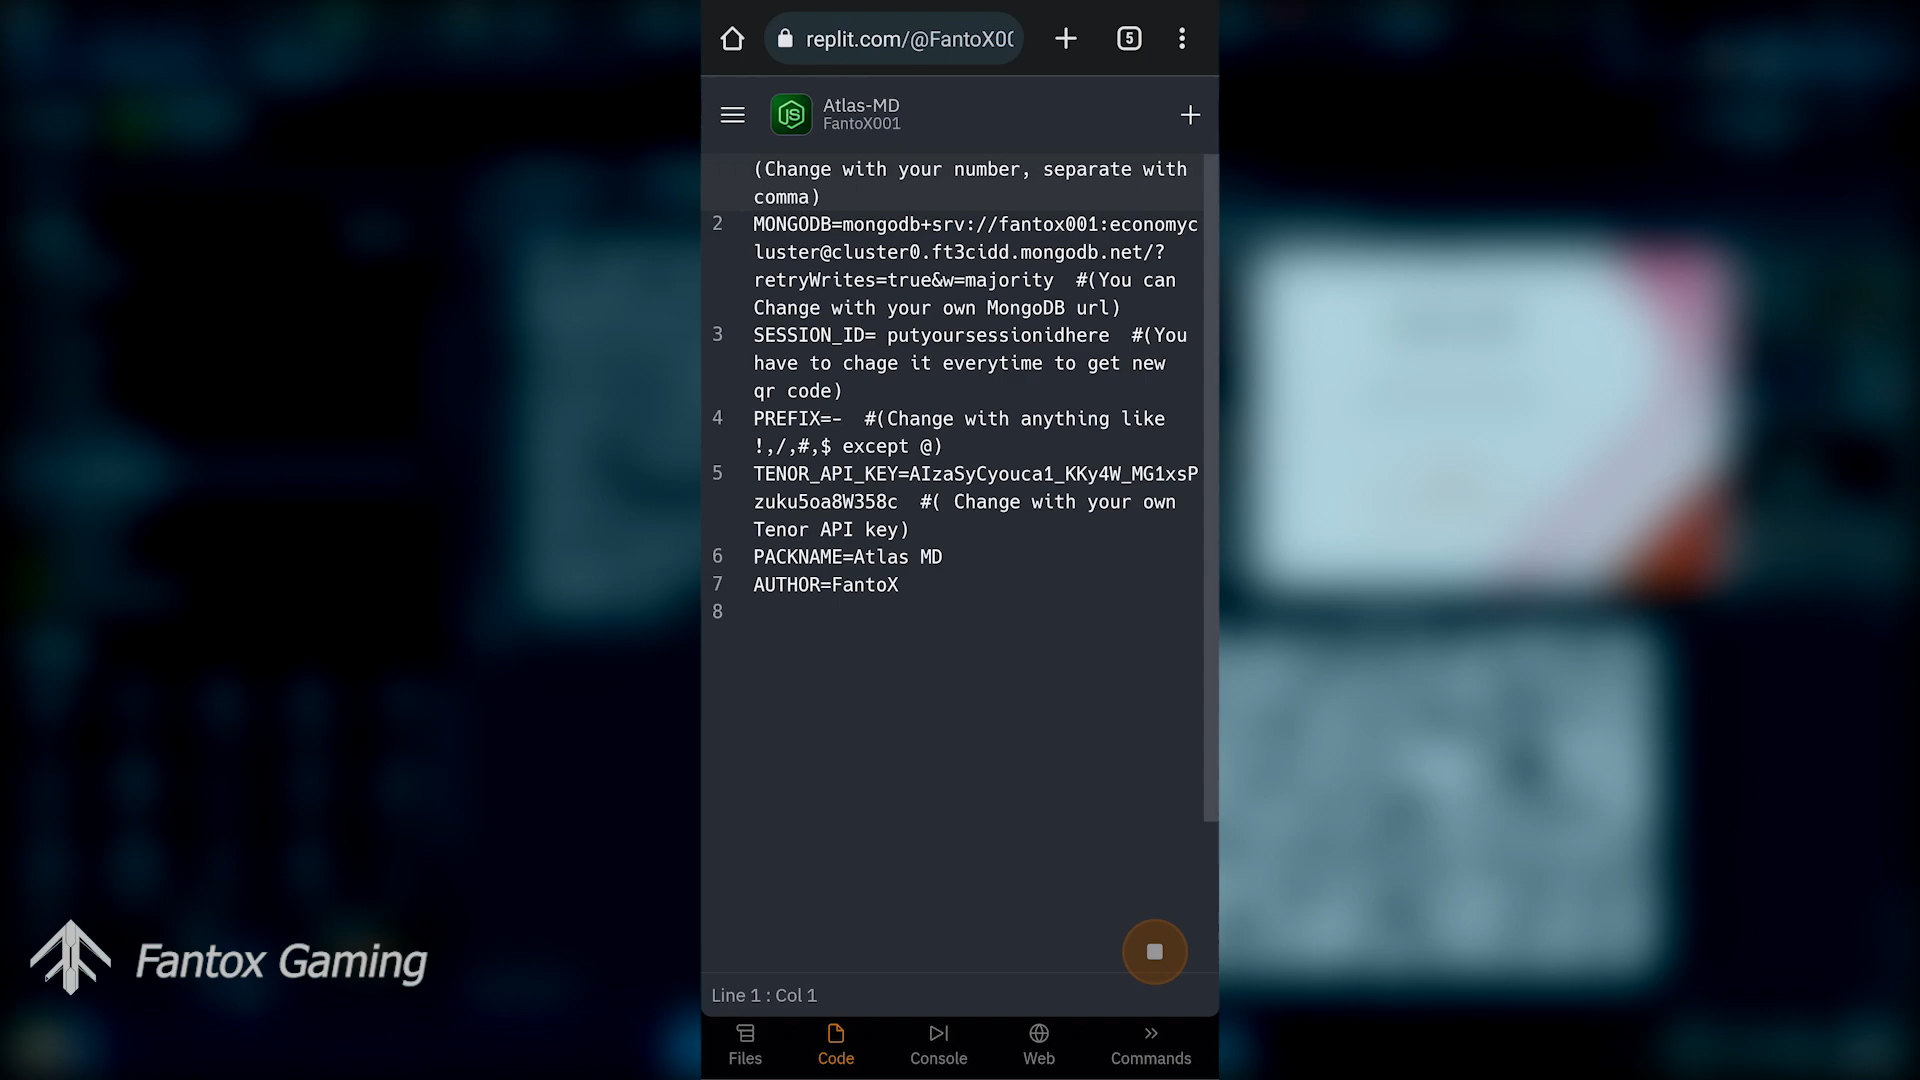 replit.com/@FantoX00
5
Atlas-MD
FantoX001
(Change with your number, separate with
comma)
2 MONGODB=mongodb+srv://fantox001:economyc
luster@cluster0.ft3cidd.mongodb.net/?
retryWrites=true&w=majority #(You can
Change with your own MongoDB url)
3 SESSION_ID= putyoursessionidhere #(You
have to chage it everytime to get new
qr code)
4 PREFIX=- #(Change with anything like
!,/,#,$ except @)
5 TENOR_API_KEY=AIzaSyCyouca1_KKy4W_MG1xsP
zuku5oa8W358c #( Change with your own
Tenor API key)
6 PACKNAME=Atlas MD
7 AUTHOR=FantoX
8
Fantox Gaming
Line 1 : Col 1
Files Code Console Web Commands